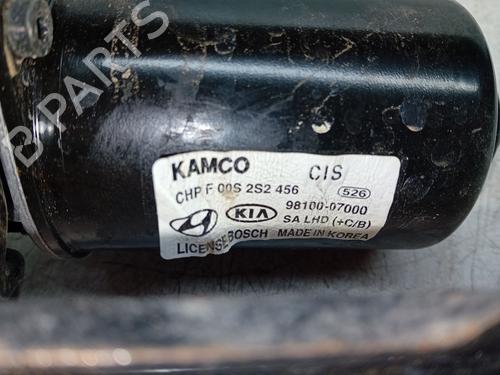 B PARTS
KAMCO CIS
CHP F 00S 2S2 456 526
98100-07000
KIA SA LHD (+C/B)
LICENSE BOSCH MADE IN KOREA